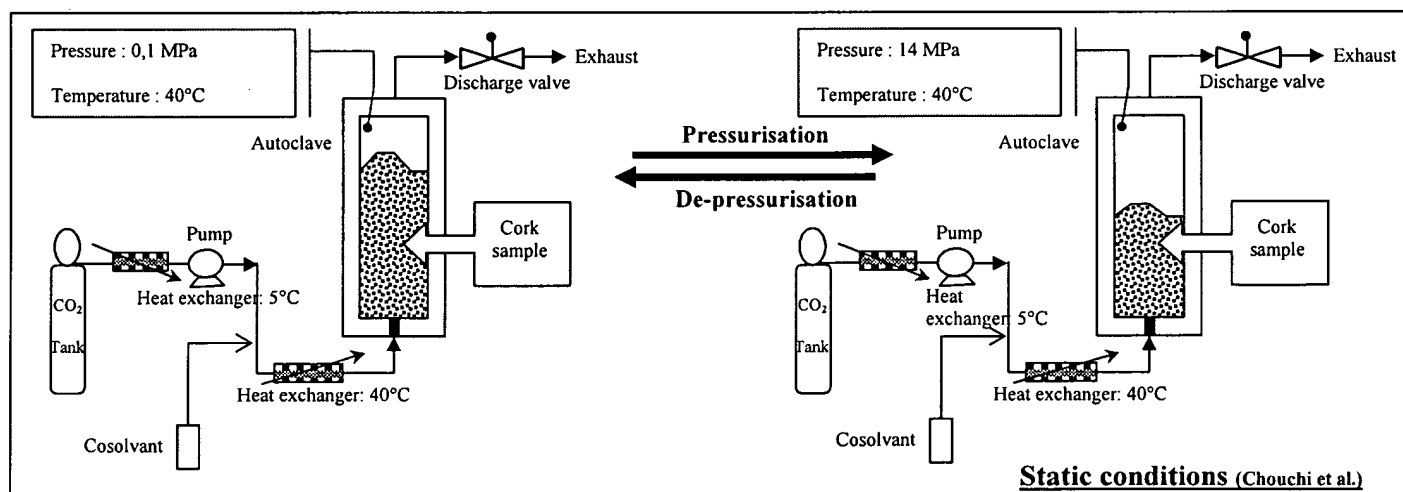 Pressure : 0,1 MPa
Temperature : 40°C
Discharge valve
Exhaust
Autoclave
Cork
sample
Pump
Heat exchanger: 5°C
CO₂
Tank
Heat exchanger: 40°C
Cosolvant
Pressurisation
De-pressurisation
Pressure : 14 MPa
Temperature : 40°C
Discharge valve
Exhaust
Autoclave
Cork
sample
Pump
Heat
exchanger: 5°C
CO₂
Tank
Heat exchanger: 40°C
Cosolvant
Static conditions (Chouchi et al.)